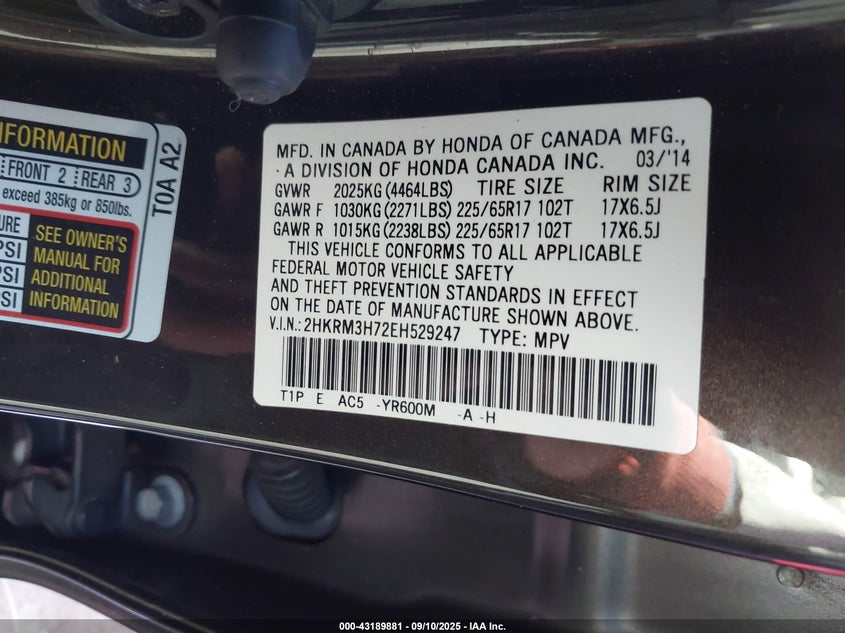 INFORMATION
FRONT 2 REAR 3
exceed 385kg or 850lbs.
SEE OWNER'S
MANUAL FOR
ADDITIONAL
INFORMATION
PSI
PSI
T0A A2
MFD. IN CANADA BY HONDA OF CANADA MFG.,
A DIVISION OF HONDA CANADA INC. 03/'14
GVWR 2025KG (4464LBS) TIRE SIZE RIM SIZE
GAWR F 1030KG (2271LBS) 225/65R17 102T 17X6.5J
GAWR R 1015KG (2238LBS) 225/65R17 102T 17X6.5J
THIS VEHICLE CONFORMS TO ALL APPLICABLE
FEDERAL MOTOR VEHICLE SAFETY
AND THEFT PREVENTION STANDARDS IN EFFECT
ON THE DATE OF MANUFACTURE SHOWN ABOVE.
V.I.N.: 2HKRM3H72EH529247 TYPE: MPV
T1P E AC5 -YR600M -A -H
000-43189881 - 09/10/2025 - IAA Inc.